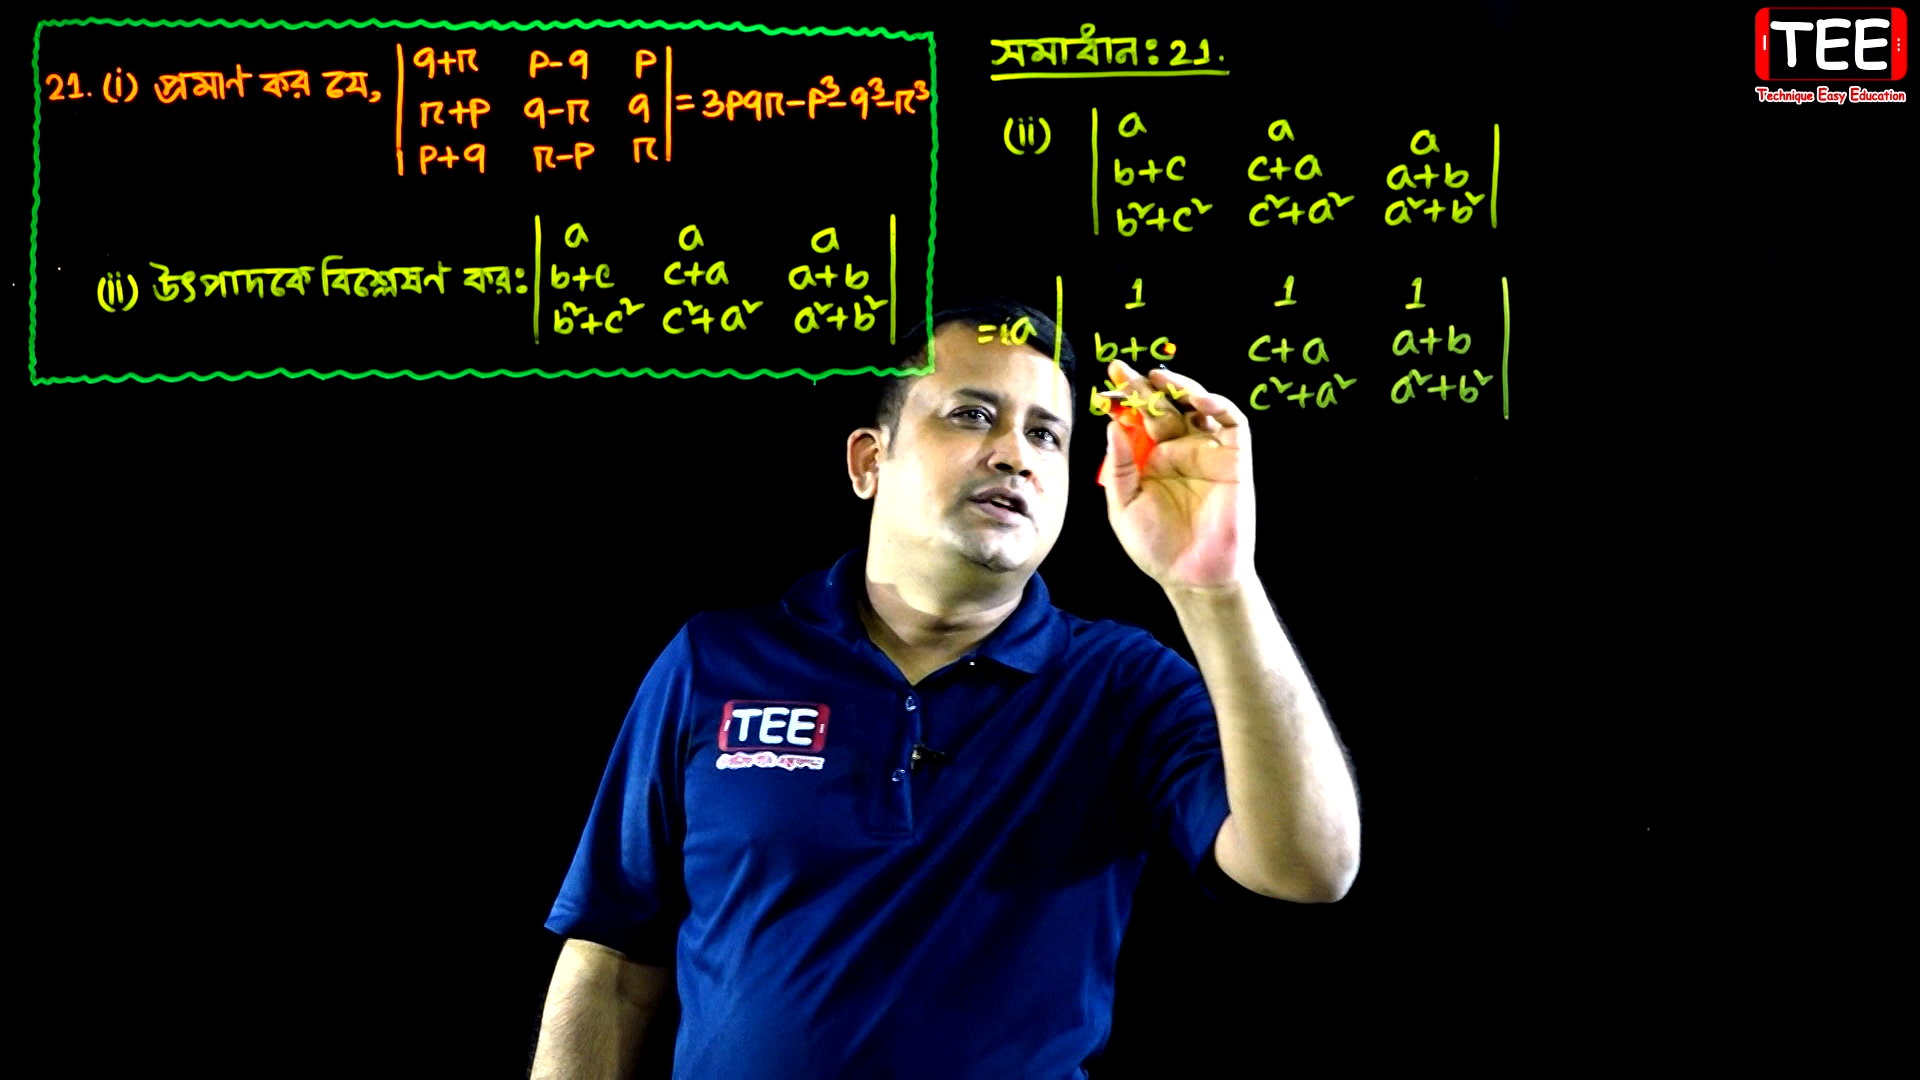 21. (i) প্রমাণ কর যে, | q+r p-q p |
| r+p q-r q | = 3pqr-p³-q³-r³
| p+q r-p r |
(ii) উৎপাদকে বিশ্লেষণ কর: | a a a |
| b+c c+a a+b |
| b²+c² c²+a² a²+b² |
সমাধান: 21.
(ii) | a a a |
| b+c c+a a+b |
| b²+c² c²+a² a²+b² |
| 1 1 1 |
= a | b+c c+a a+b |
| b²+c² c²+a² a²+b² |
TEE
Technique Easy Education
TEE